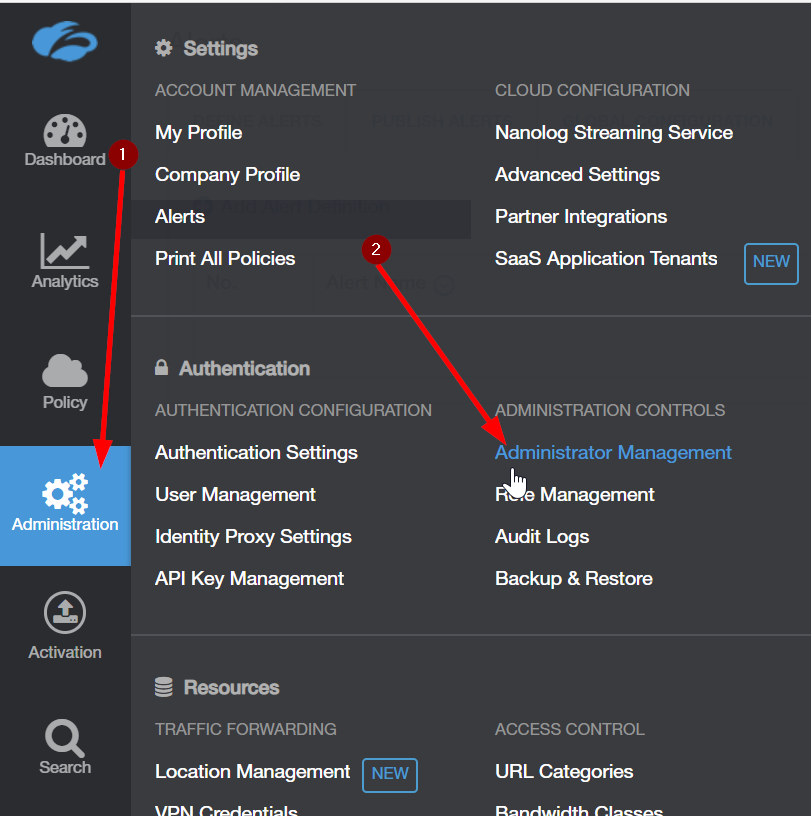 Settings
ACCOUNT MANAGEMENT
My Profile
Company Profile
Alerts
Print All Policies
CLOUD CONFIGURATION
Nanolog Streaming Service
Advanced Settings
Partner Integrations
SaaS Application Tenants NEW
Dashboard
1
Analytics
Policy
Administration
Activation
Search
2
Authentication
AUTHENTICATION CONFIGURATION
Authentication Settings
User Management
Identity Proxy Settings
API Key Management
ADMINISTRATION CONTROLS
Administrator Management
Role Management
Audit Logs
Backup & Restore
Resources
TRAFFIC FORWARDING
Location Management NEW
VPN Credentials
ACCESS CONTROL
URL Categories
Bandwidth Classes